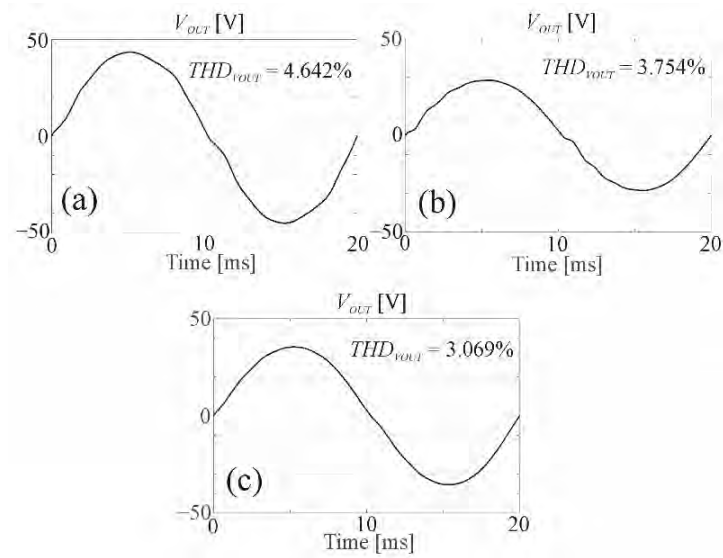 V_OUT [V]
50
THD_VOUT = 4.642%
0
(a)
−50
0
10
20
Time [ms]
V_OUT [V]
50
THD_VOUT = 3.754%
0
(b)
−50
0
10
20
Time [ms]
V_OUT [V]
50
THD_VOUT = 3.069%
0
(c)
−50
0
10
20
Time [ms]